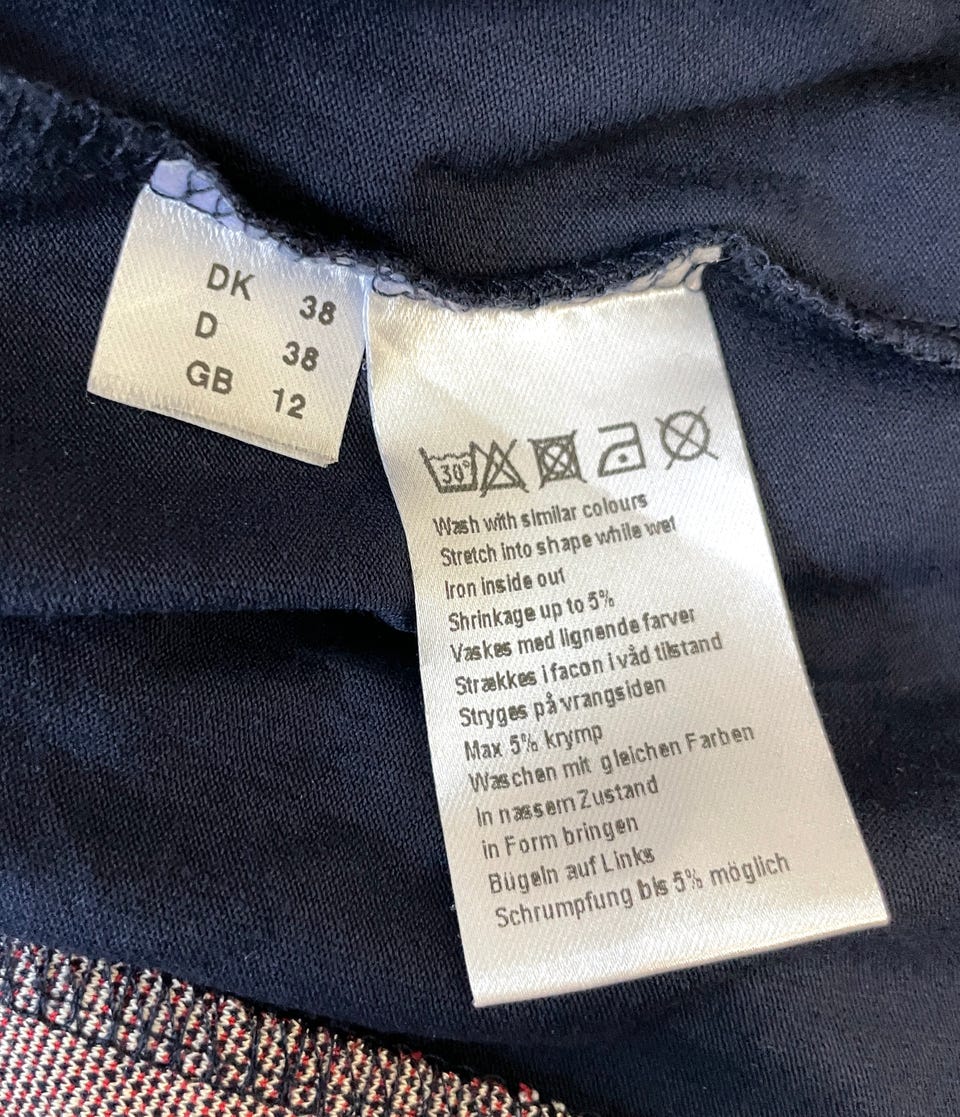 DK 38
D 38
GB 12
30°
Wash with similar colours
Stretch into shape while wet
Iron inside out
Shrinkage up to 5%
Vaskes med lignende farver
Strækkes i facon i våd tilstand
Stryges på vrangsiden
Max 5% krymp
Waschen mit gleichen Farben
In nassem Zustand
in Form bringen
Bügeln auf Links
Schrumpfung bis 5% möglich